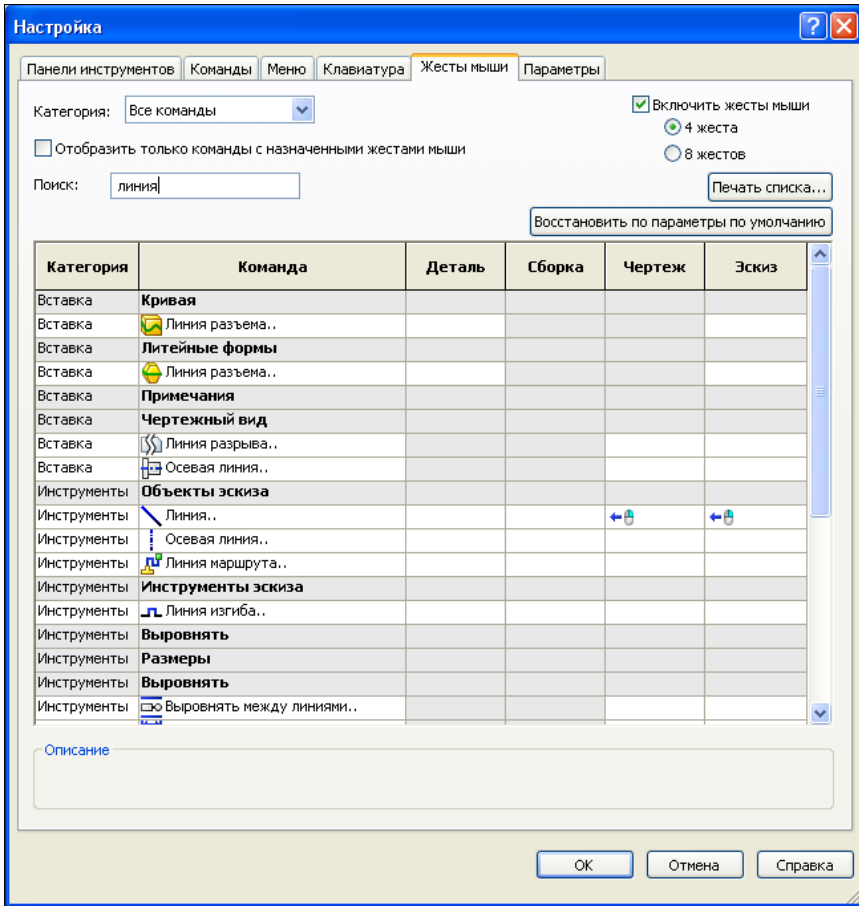 Настройка
Панели инструментов Команды Меню Клавиатура Жесты мыши Параметры
Категория: Все команды
Включить жесты мыши
4 жеста
Отобразить только команды с назначенными жестами мыши
8 жестов
Поиск: линия
Печать списка...
Восстановить по параметры по умолчанию
Категория Команда Деталь Сборка Чертеж Эскиз
Вставка Кривая
Вставка Линия разъема..
Вставка Литейные формы
Вставка Линия разъема..
Вставка Примечания
Вставка Чертежный вид
Вставка Линия разрыва..
Вставка Осевая линия..
Инструменты Объекты эскиза
Инструменты Линия..
Инструменты Осевая линия..
Инструменты Линия маршрута..
Инструменты Инструменты эскиза
Инструменты Линия изгиба..
Инструменты Выровнять
Инструменты Размеры
Инструменты Выровнять
Инструменты Выровнять между линиями..
Описание
ОК Отмена Справка